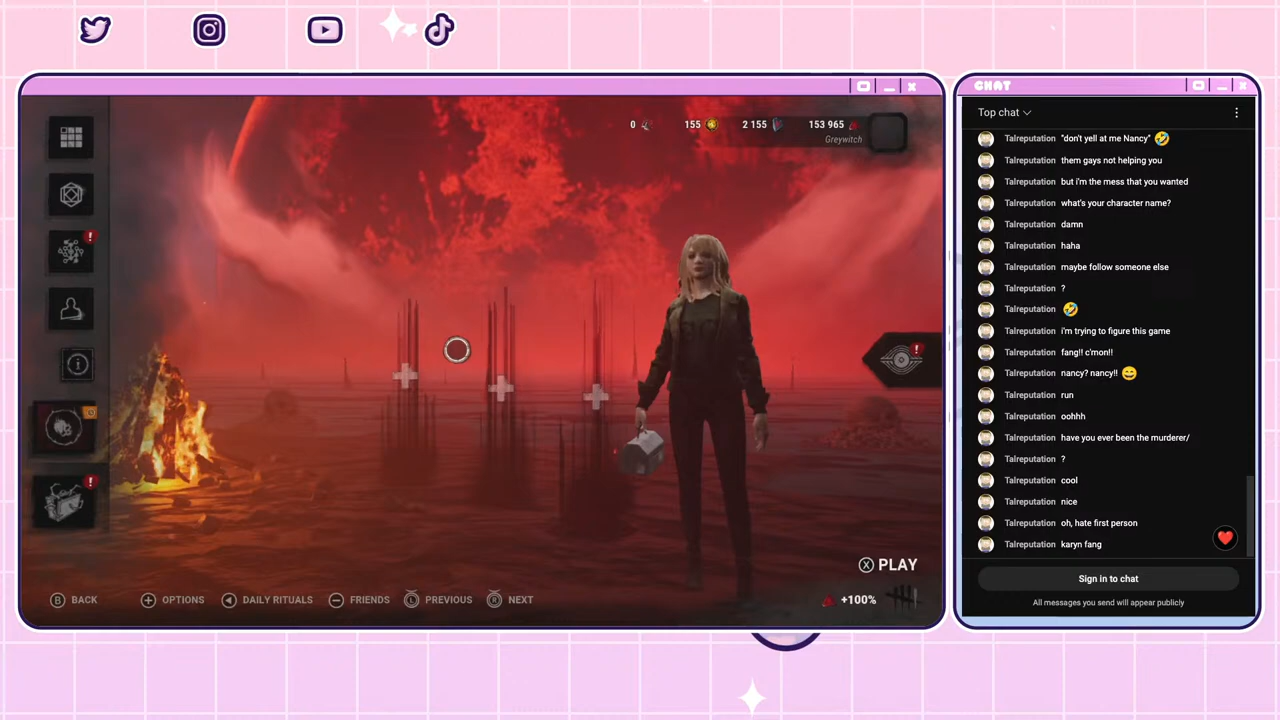 CHAT
0
155
2 155
153 965
Greywitch
PLAY
BACK
OPTIONS
DAILY RITUALS
FRIENDS
PREVIOUS
NEXT
+100%
Top chat
Talreputation "don't yell at me Nancy" 🤣
Talreputation them gays not helping you
Talreputation but i'm the mess that you wanted
Talreputation what's your character name?
Talreputation damn
Talreputation haha
Talreputation maybe follow someone else
Talreputation ?
Talreputation 🤣
Talreputation i'm trying to figure this game
Talreputation fang!! c'mon!!
Talreputation nancy? nancy!! 😄
Talreputation run
Talreputation oohhh
Talreputation have you ever been the murderer/
Talreputation ?
Talreputation cool
Talreputation nice
Talreputation oh, hate first person
Talreputation karyn fang
Sign in to chat
All messages you send will appear publicly